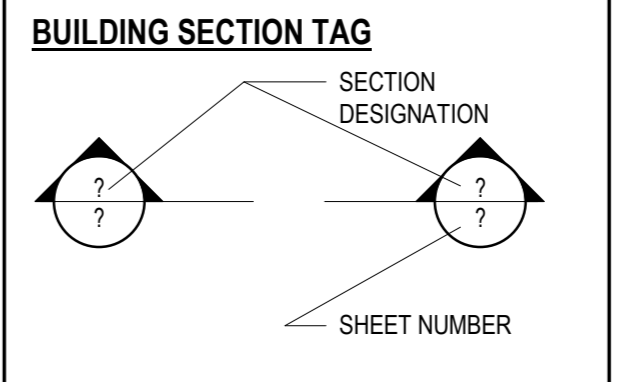 BUILDING SECTION TAG
SECTION
DESIGNATION
?
?
?
?
SHEET NUMBER